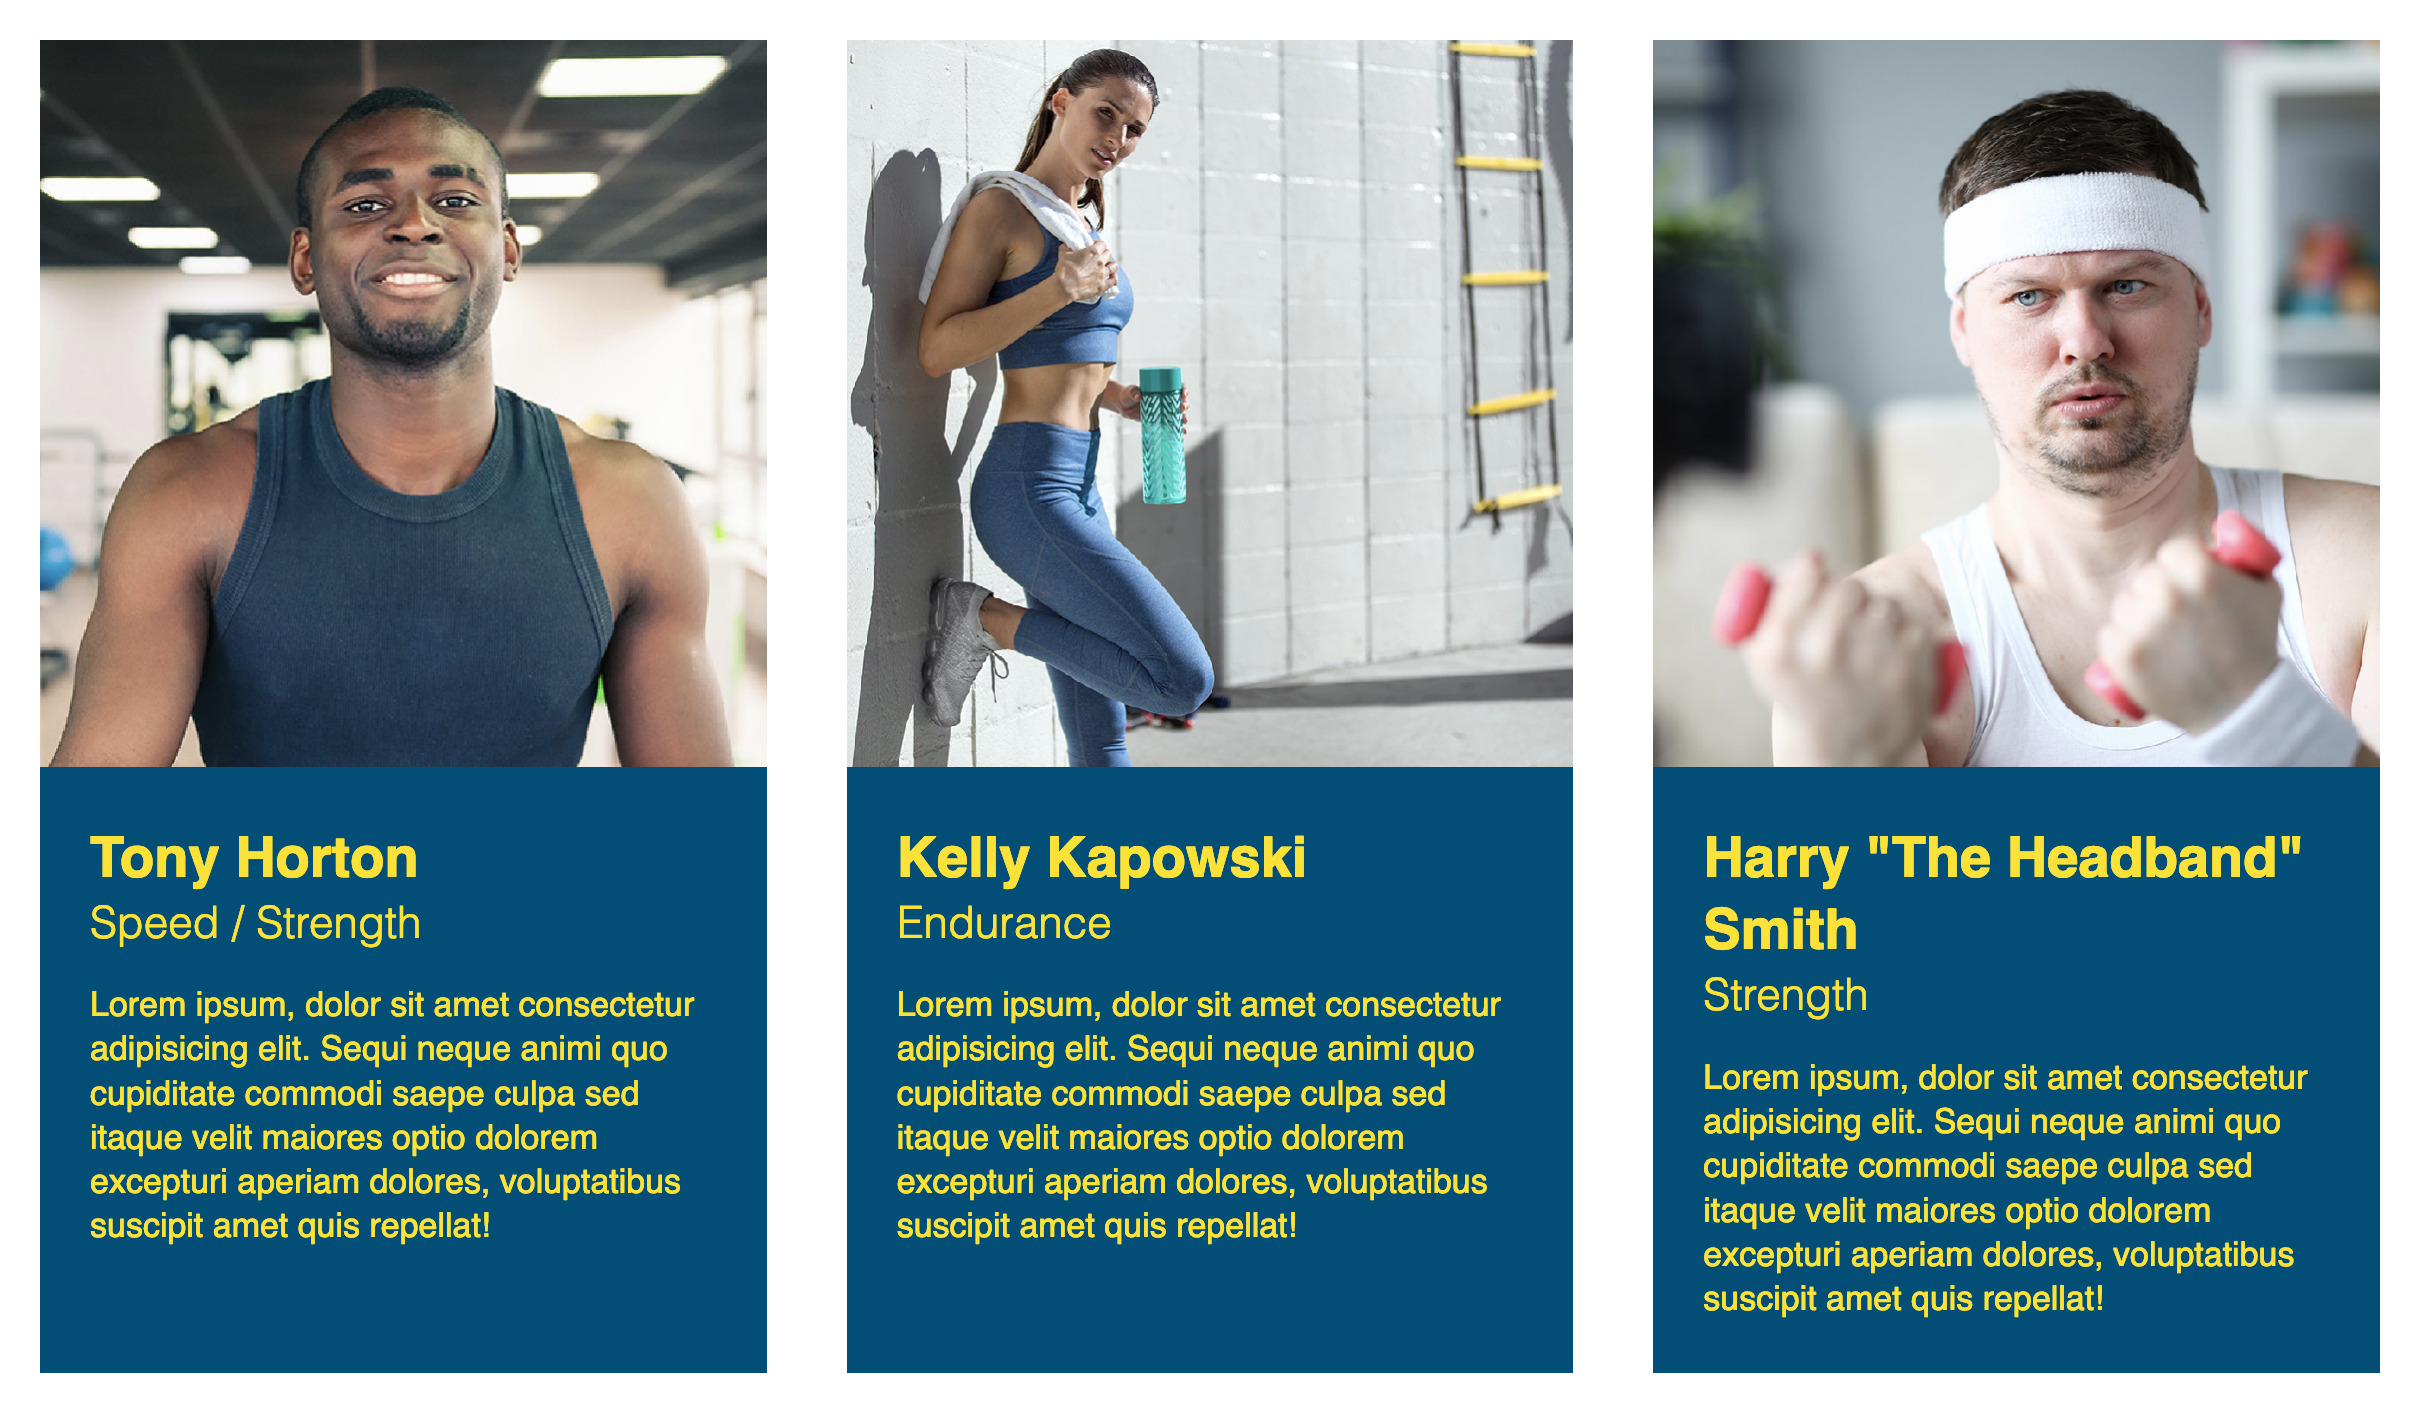 Tony Horton
Speed / Strength
Lorem ipsum, dolor sit amet consectetur
adipisicing elit. Sequi neque animi quo
cupiditate commodi saepe culpa sed
itaque velit maiores optio dolorem
excepturi aperiam dolores, voluptatibus
suscipit amet quis repellat!
Kelly Kapowski
Endurance
Lorem ipsum, dolor sit amet consectetur
adipisicing elit. Sequi neque animi quo
cupiditate commodi saepe culpa sed
itaque velit maiores optio dolorem
excepturi aperiam dolores, voluptatibus
suscipit amet quis repellat!
Harry "The Headband"
Smith
Strength
Lorem ipsum, dolor sit amet consectetur
adipisicing elit. Sequi neque animi quo
cupiditate commodi saepe culpa sed
itaque velit maiores optio dolorem
excepturi aperiam dolores, voluptatibus
suscipit amet quis repellat!